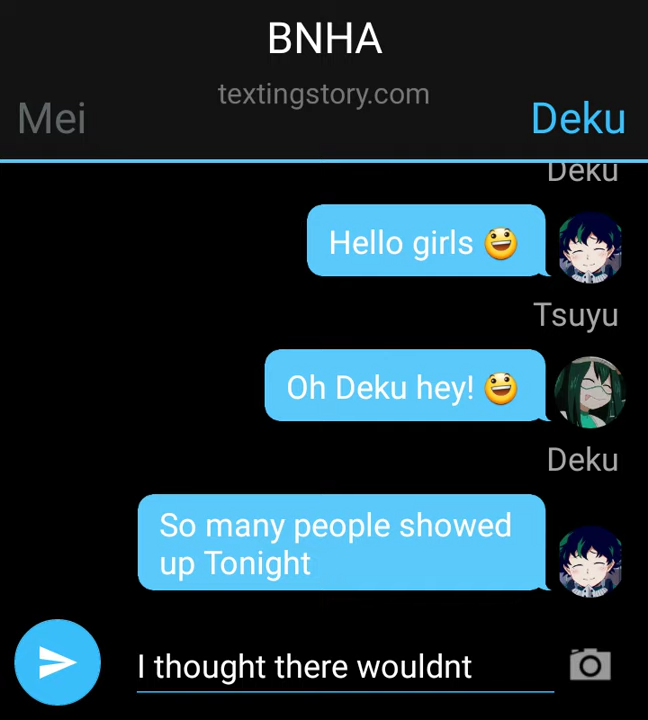 BNHA
textingstory.com
Mei
Deku
Deku
Hello girls 😃
Tsuyu
Oh Deku hey! 😃
Deku
So many people showed
up Tonight
I thought there wouldnt